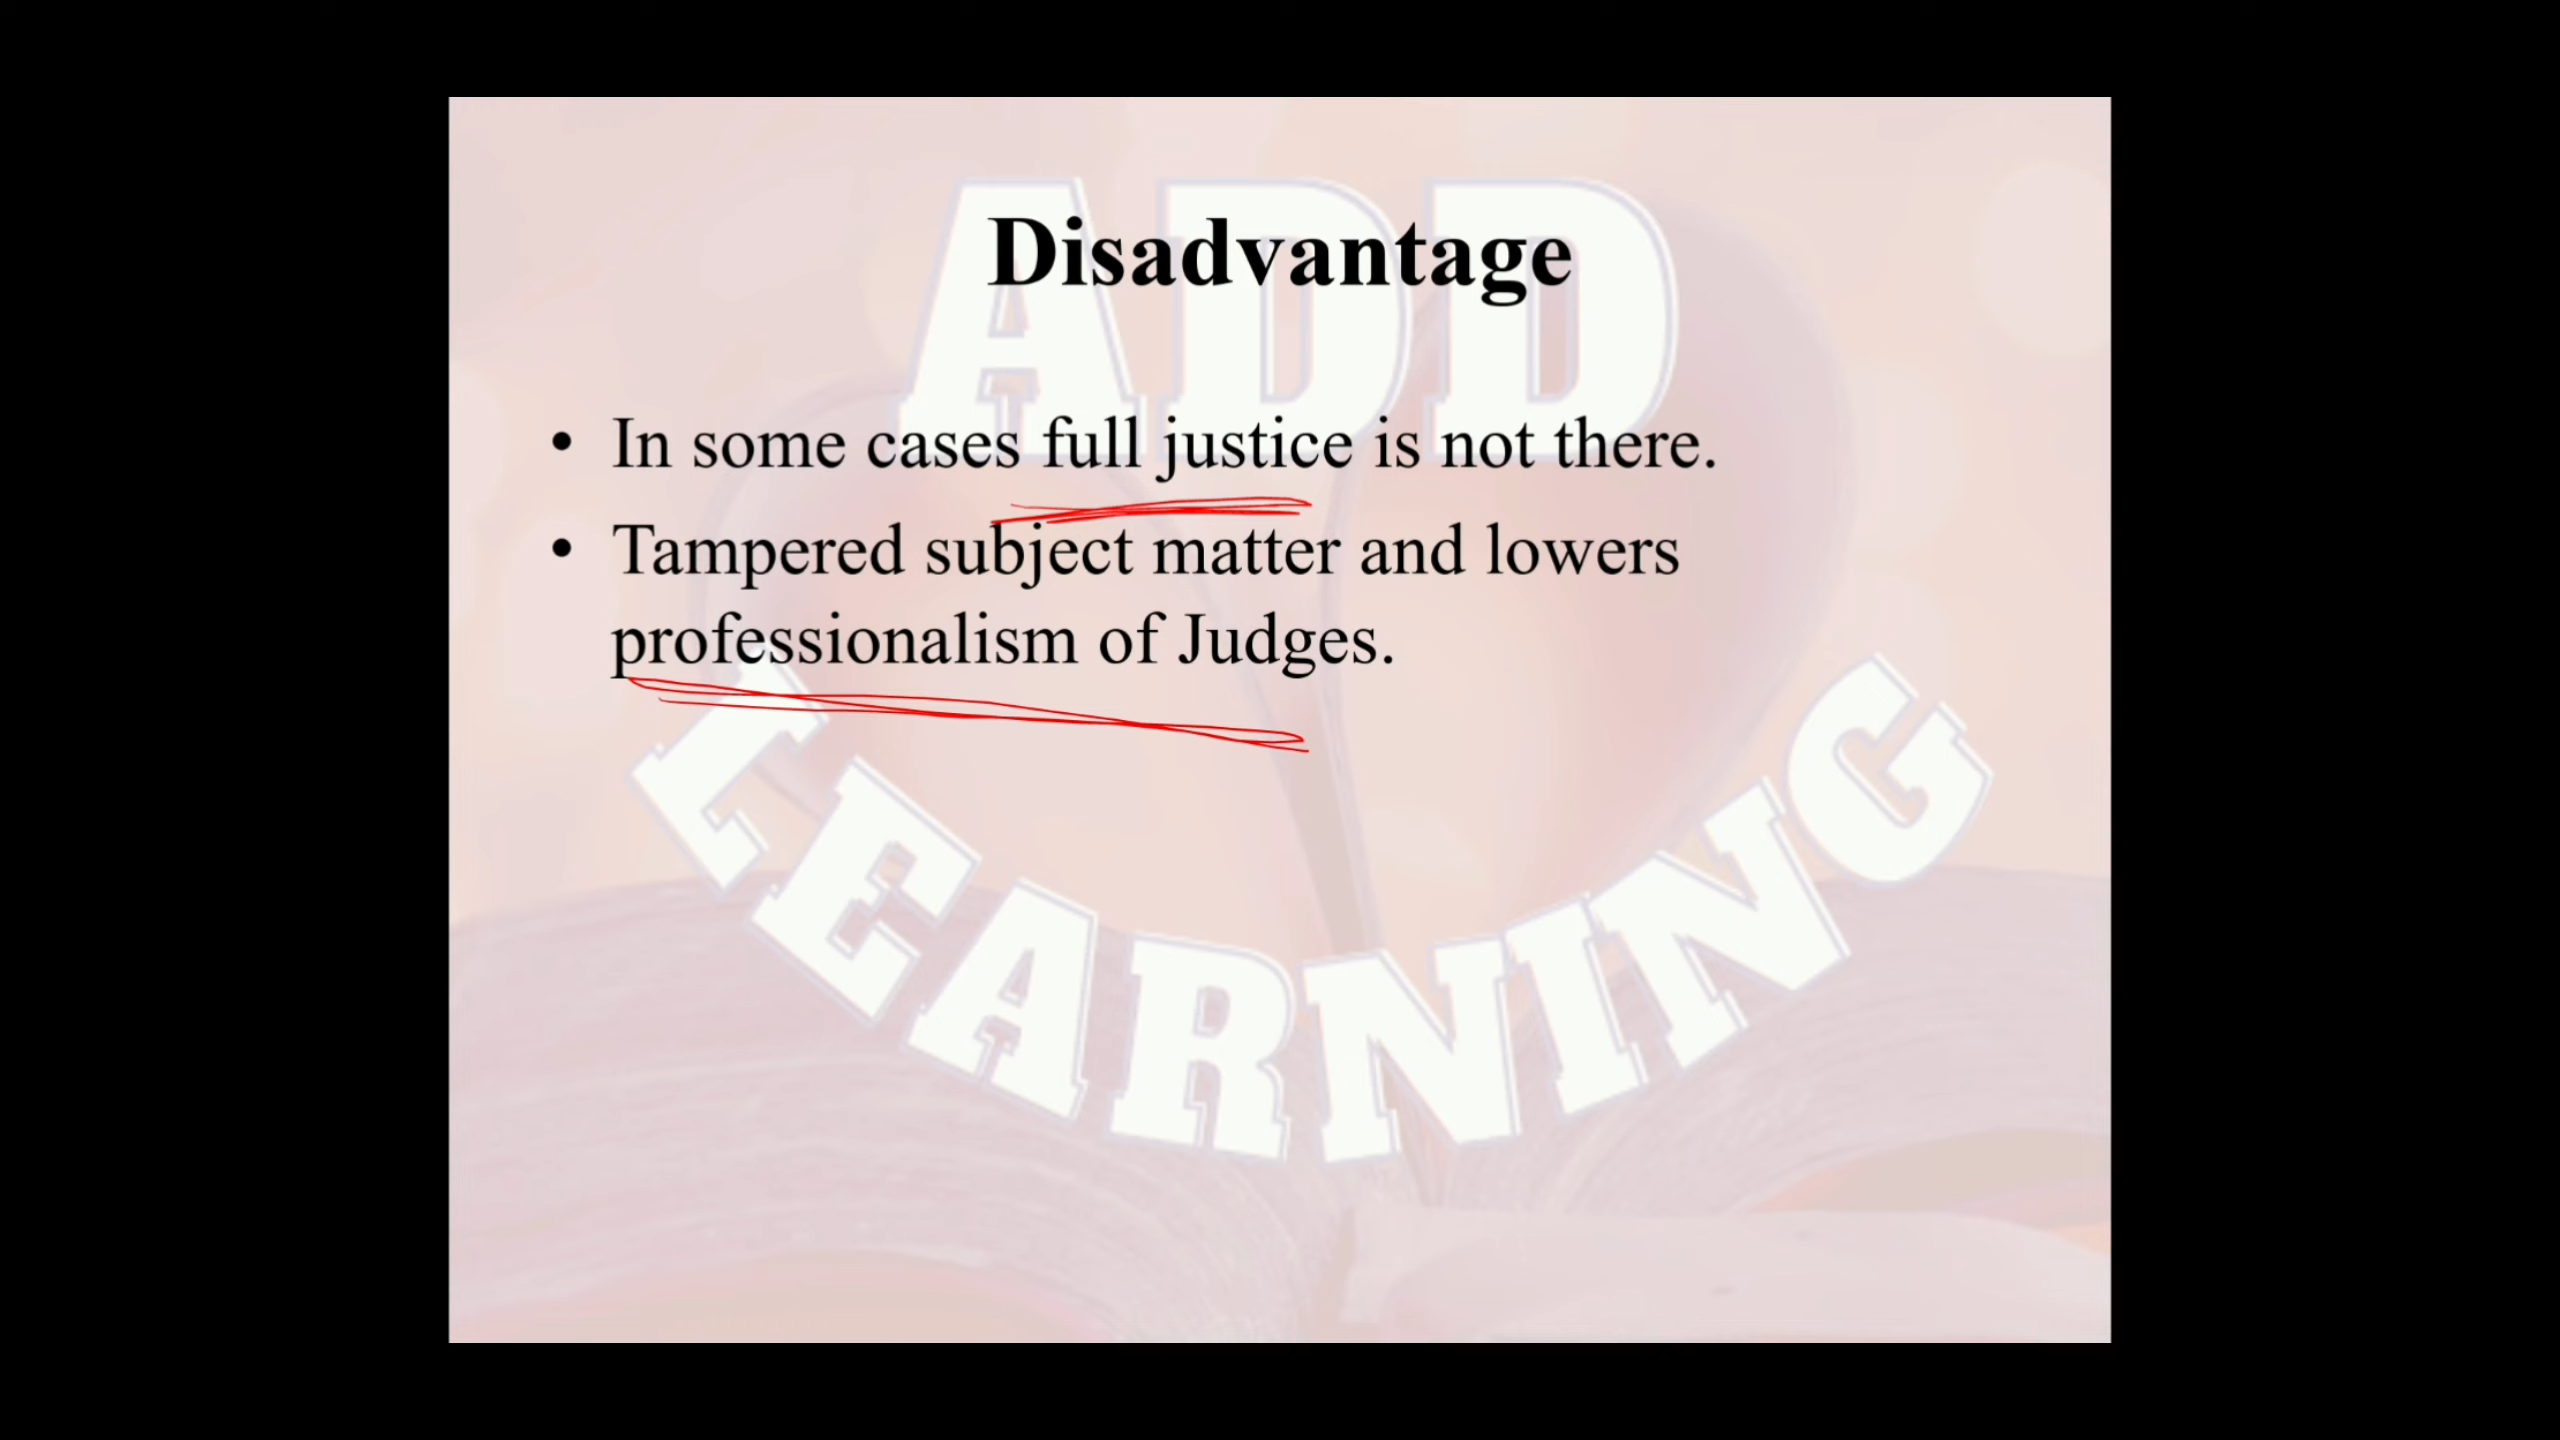 Disadvantage
• In some cases full justice is not there.
• Tampered subject matter and lowers
professionalism of Judges.
ADD
LEARNING